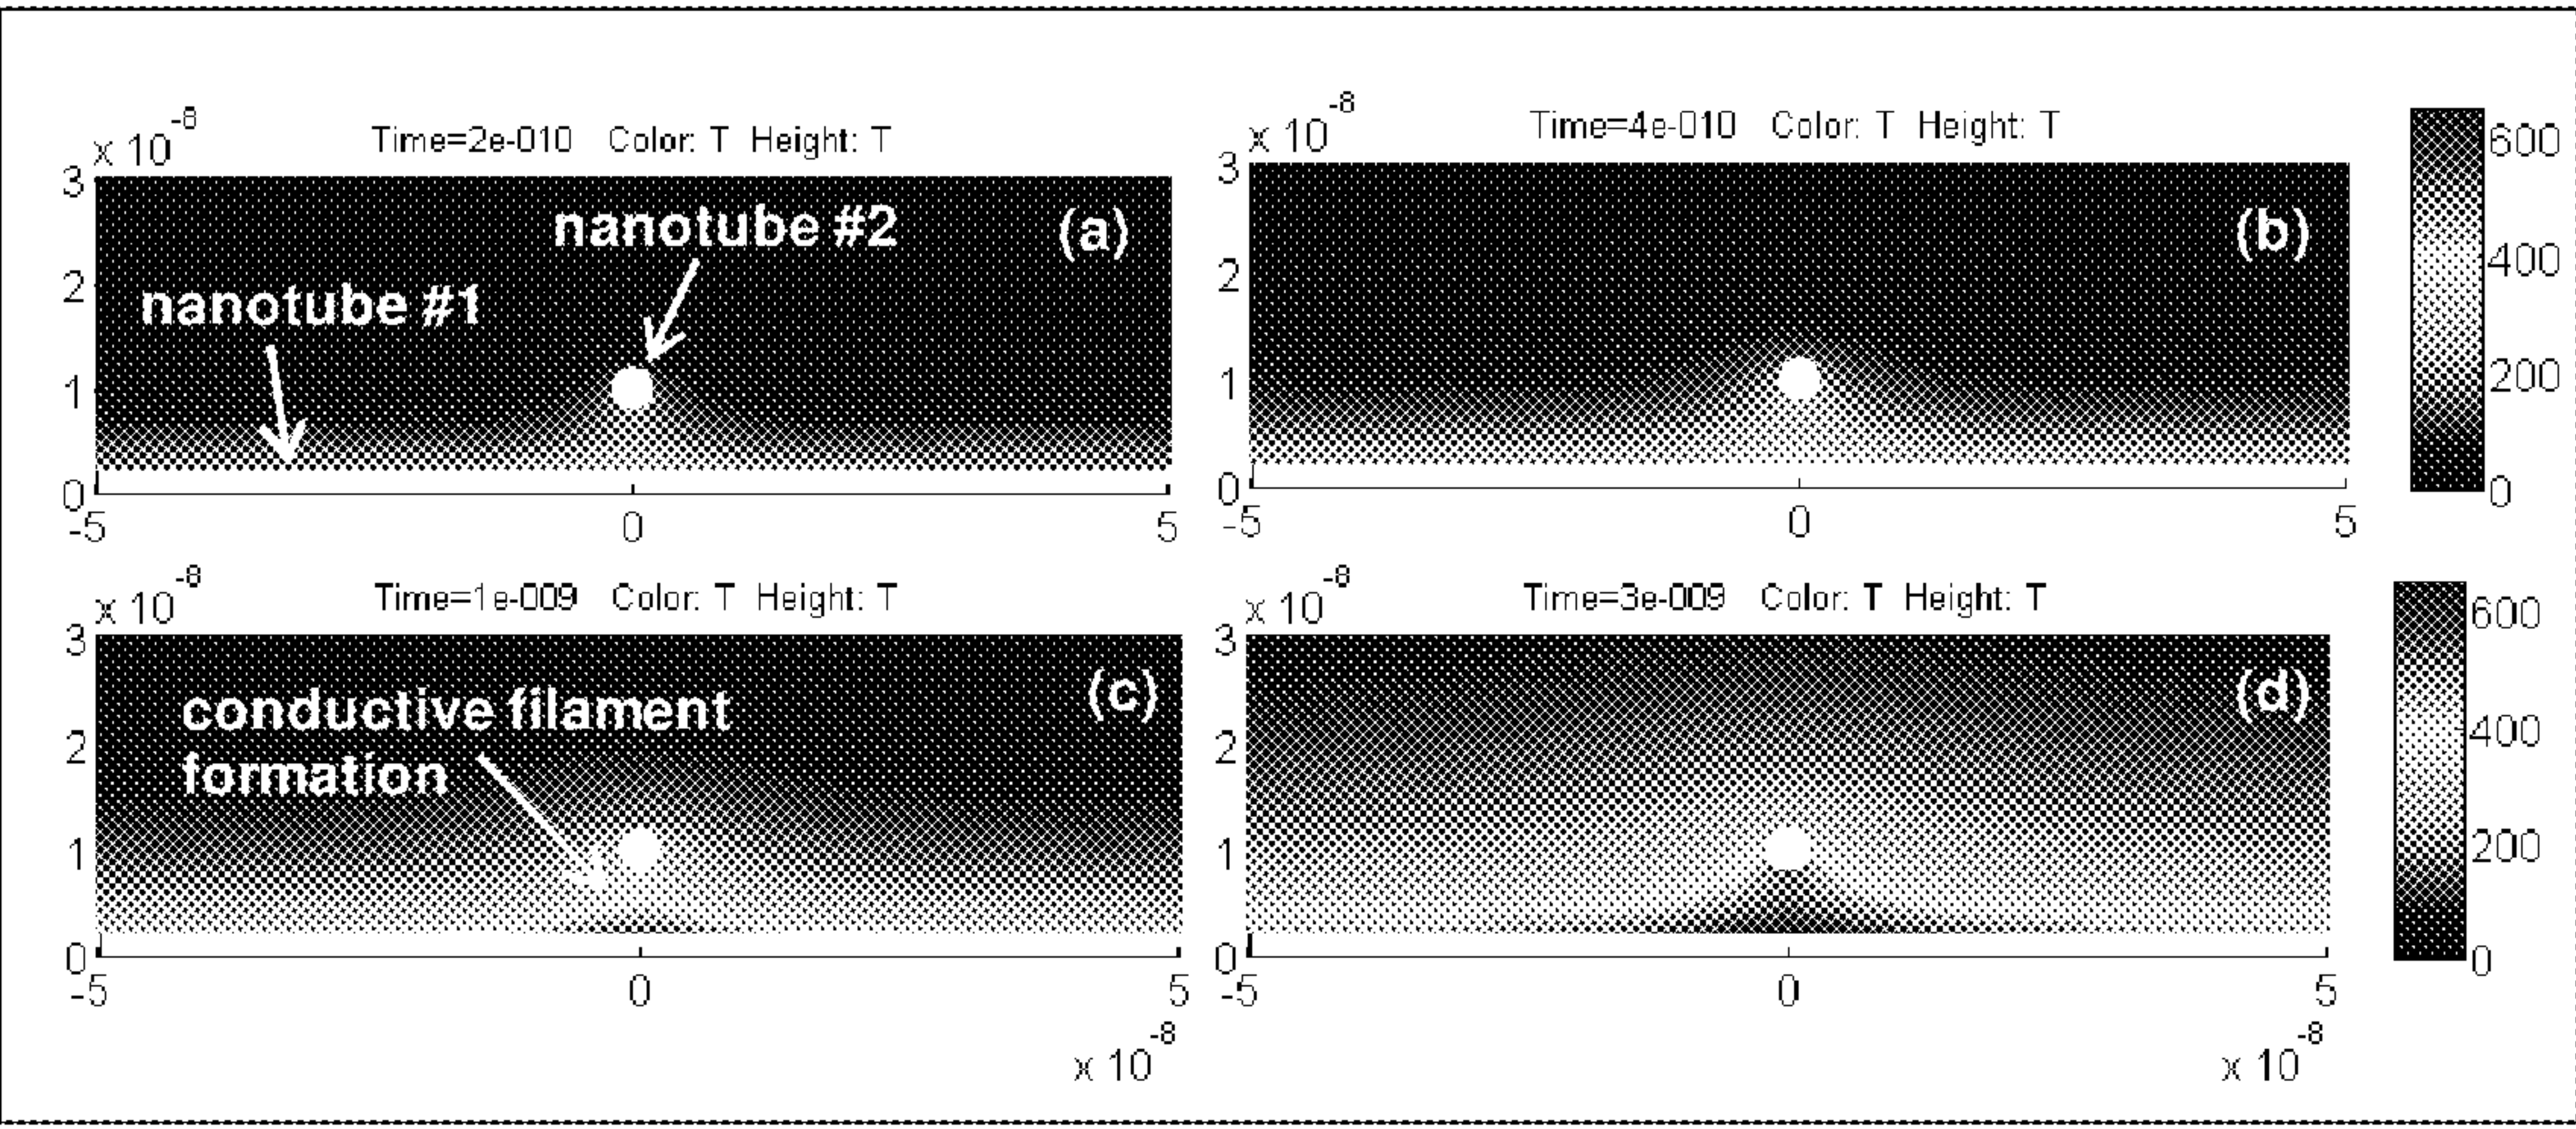 Time=2e-010 Color: T Height: T
x 10^-8
3
2
1
0
-5 0 5
nanotube #2
nanotube #1
(a)
Time=4e-010 Color: T Height: T
x 10^-8
3
2
1
0
-5 0 5
(b)
600
400
200
0
Time=1e-009 Color: T Height: T
x 10^-8
3
2
1
0
-5 0 5
x 10^-8
conductive filament
formation
(c)
Time=3e-009 Color: T Height: T
x 10^-8
3
2
1
0
-5 0 5
x 10^-8
(d)
600
400
200
0